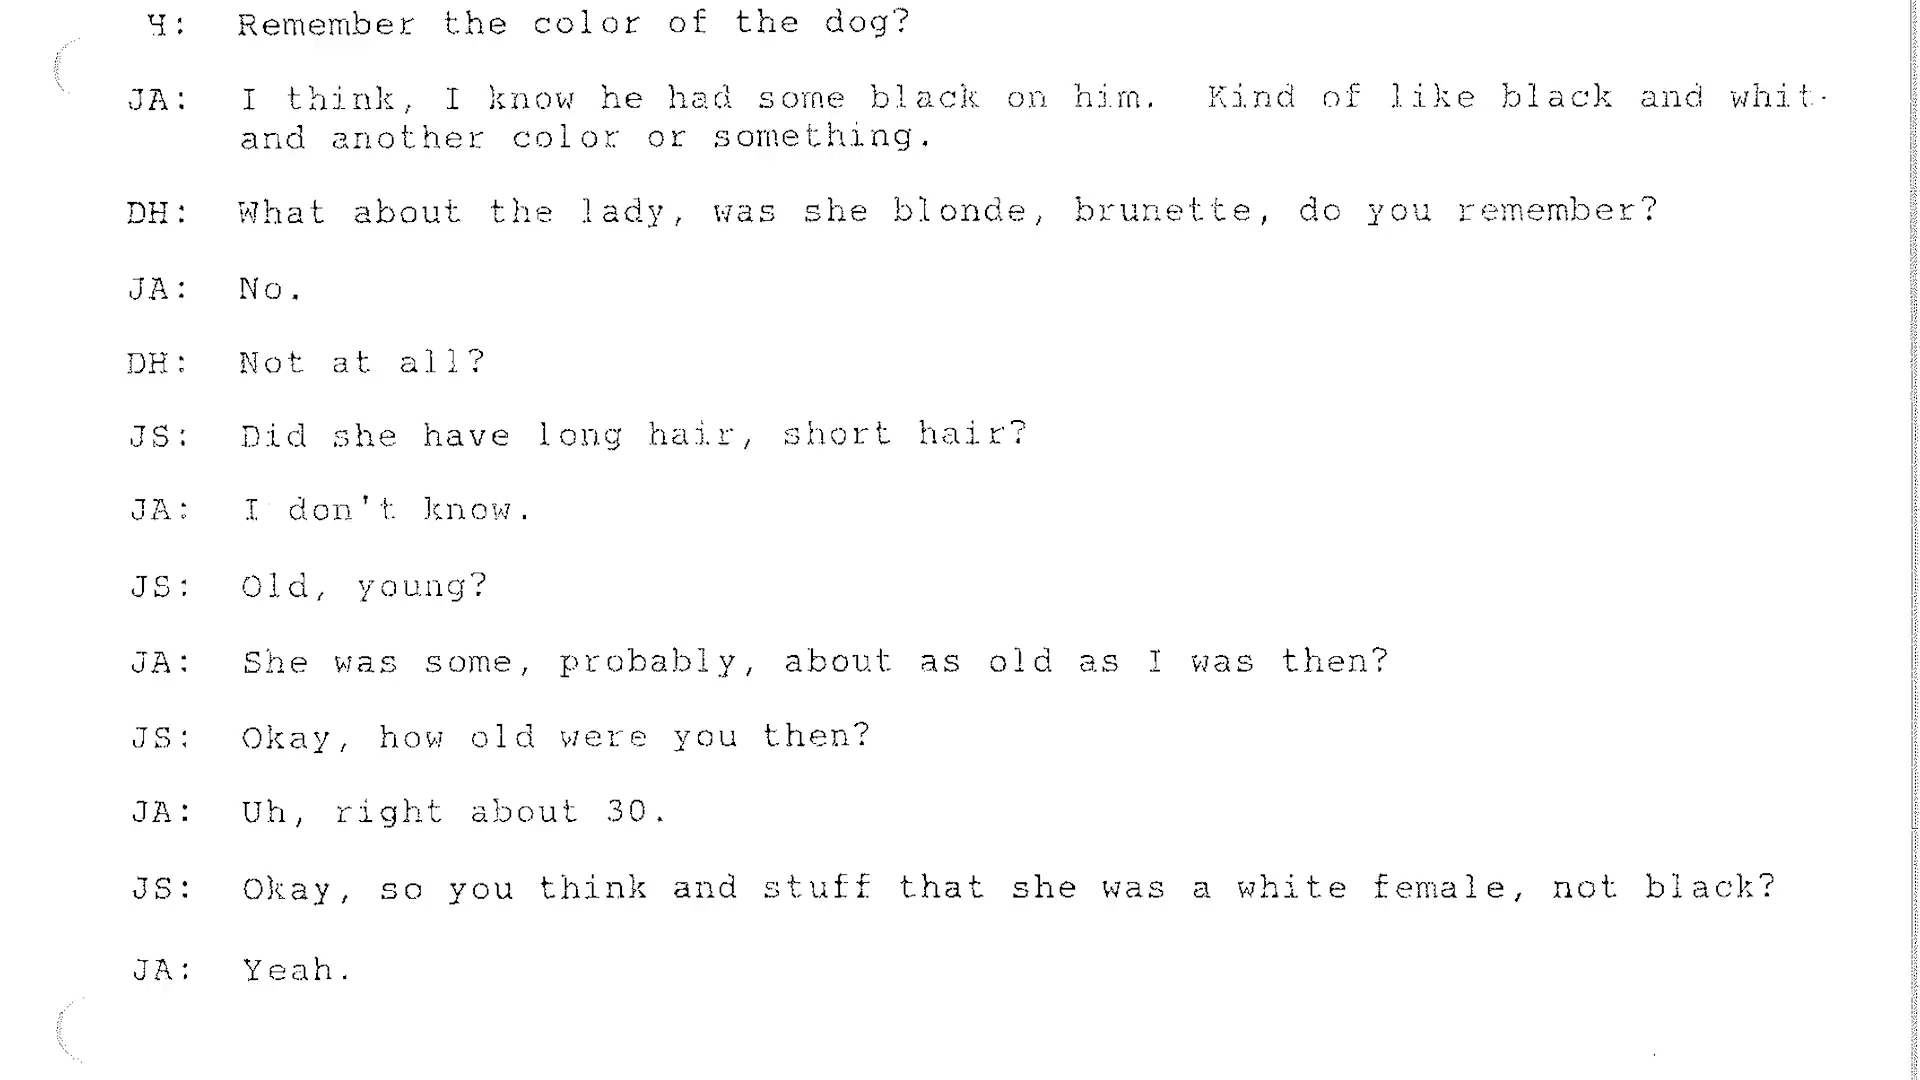 H: Remember the color of the dog?
JA: I think, I know he had some black on him. Kind of like black and whit
and another color or something.
DH: What about the lady, was she blonde, brunette, do you remember?
JA: No.
DH: Not at all?
JS: Did she have long hair, short hair?
JA: I don't know.
JS: Old, young?
JA: She was some, probably, about as old as I was then?
JS: Okay, how old were you then?
JA: Uh, right about 30.
JS: Okay, so you think and stuff that she was a white female, not black?
JA: Yeah.